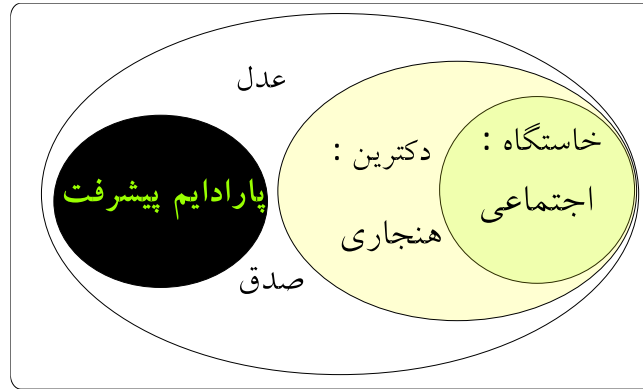 عدل
خاستگاه :
اجتماعی
دکترین :
هنجاری
پارادایم پیشرفت
صدق